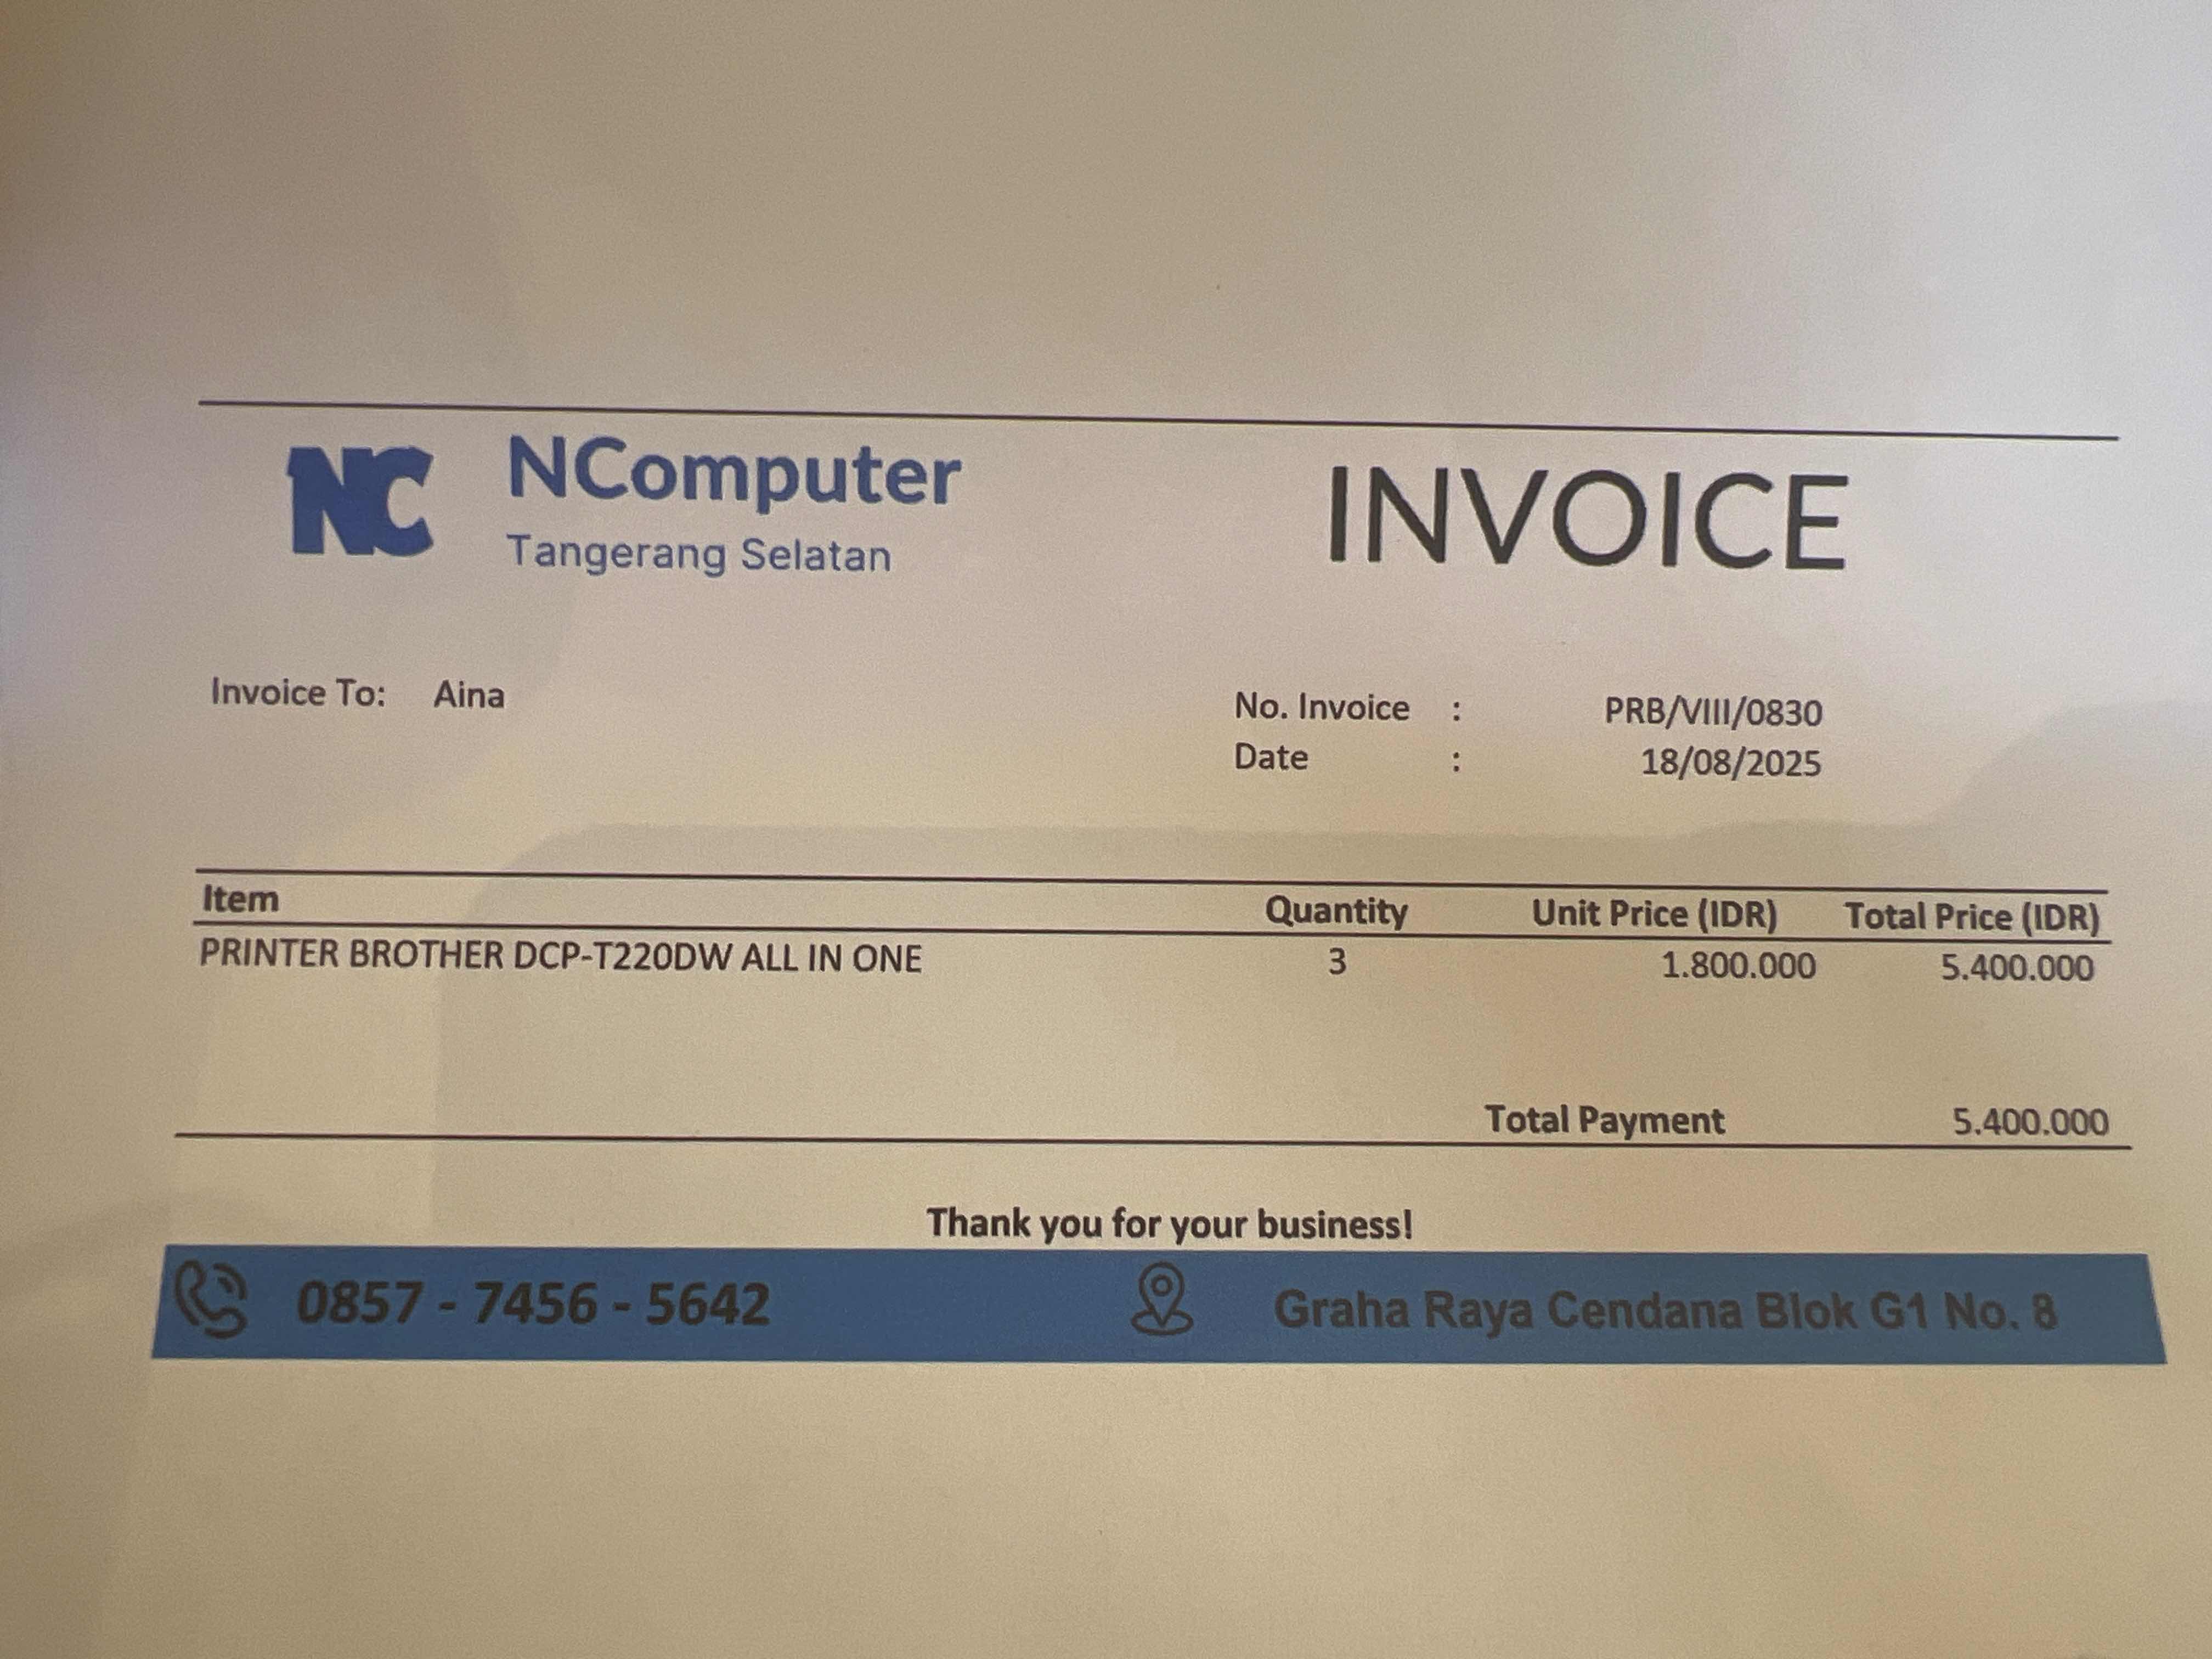 NC NComputer
Tangerang Selatan
INVOICE
Invoice To: Aina
No. Invoice : PRB/VIII/0830
Date : 18/08/2025
Item Quantity Unit Price (IDR) Total Price (IDR)
PRINTER BROTHER DCP-T220DW ALL IN ONE 3 1.800.000 5.400.000
Total Payment 5.400.000
Thank you for your business!
0857 - 7456 - 5642 Graha Raya Cendana Blok G1 No. 8